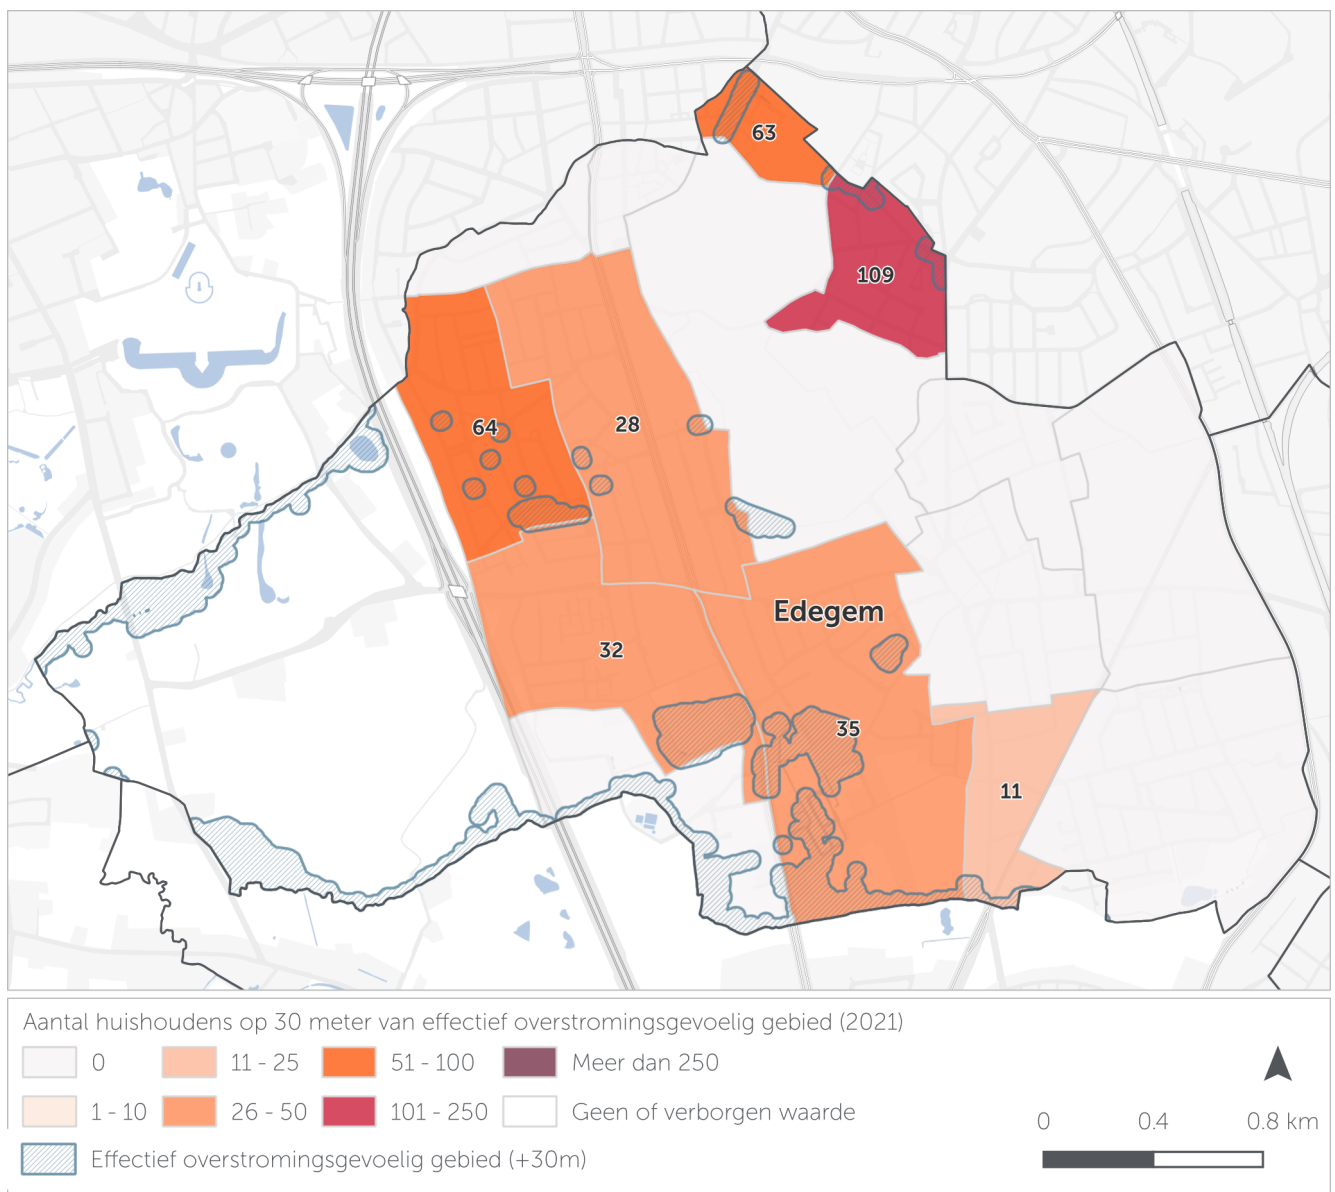 63
109
64
28
Edegem
32
35
11
Aantal huishoudens op 30 meter van effectief overstromingsgevoelig gebied (2021)
0 11 - 25 51 - 100 Meer dan 250
1 - 10 26 - 50 101 - 250 Geen of verborgen waarde
0 0.4 0.8 km
Effectief overstromingsgevoelig gebied (+30m)